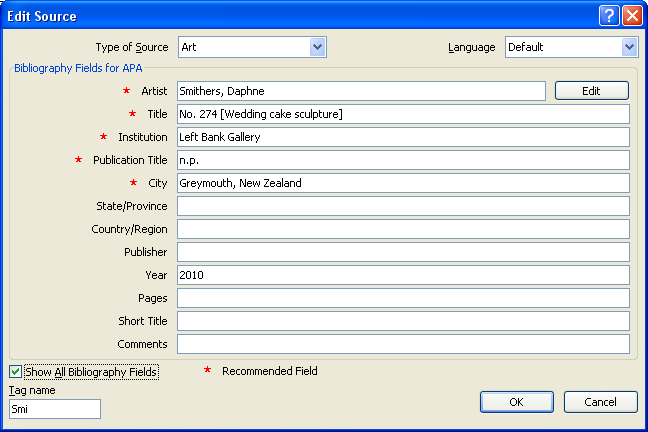 Edit Source
Type of Source Art Language Default
Bibliography Fields for APA
* Artist Smithers, Daphne Edit
* Title No. 274 [Wedding cake sculpture]
* Institution Left Bank Gallery
* Publication Title n.p.
* City Greymouth, New Zealand
State/Province
Country/Region
Publisher
Year 2010
Pages
Short Title
Comments
Show All Bibliography Fields * Recommended Field
Tag name
Smi
OK Cancel